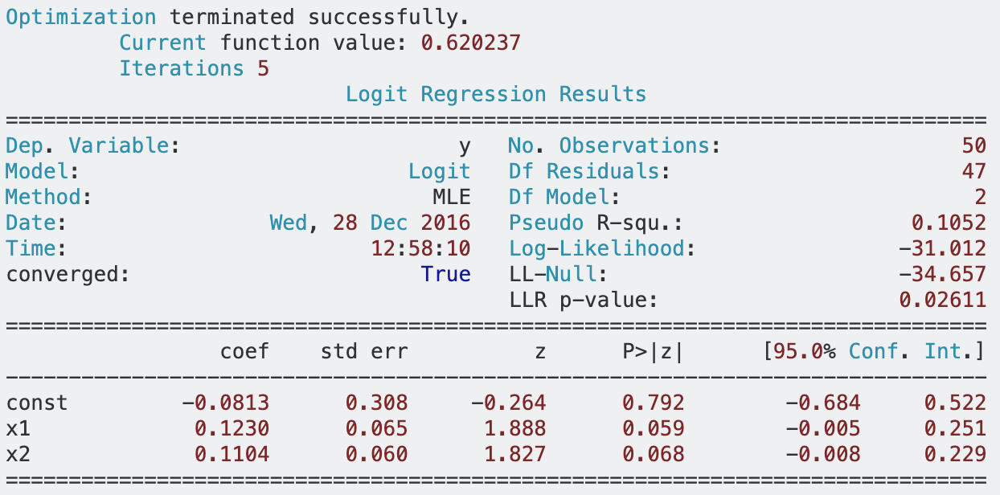 Optimization terminated successfully.
         Current function value: 0.620237
         Iterations 5
                           Logit Regression Results
==============================================================================
Dep. Variable:                      y   No. Observations:                   50
Model:                          Logit   Df Residuals:                       47
Method:                           MLE   Df Model:                            2
Date:                Wed, 28 Dec 2016   Pseudo R-squ.:                  0.1052
Time:                        12:58:10   Log-Likelihood:                -31.012
converged:                       True   LL-Null:                       -34.657
                                        LLR p-value:                   0.02611
==============================================================================
                 coef    std err          z      P>|z|      [95.0% Conf. Int.]
------------------------------------------------------------------------------
const         -0.0813      0.308     -0.264      0.792        -0.684     0.522
x1             0.1230      0.065      1.888      0.059        -0.005     0.251
x2             0.1104      0.060      1.827      0.068        -0.008     0.229
==============================================================================